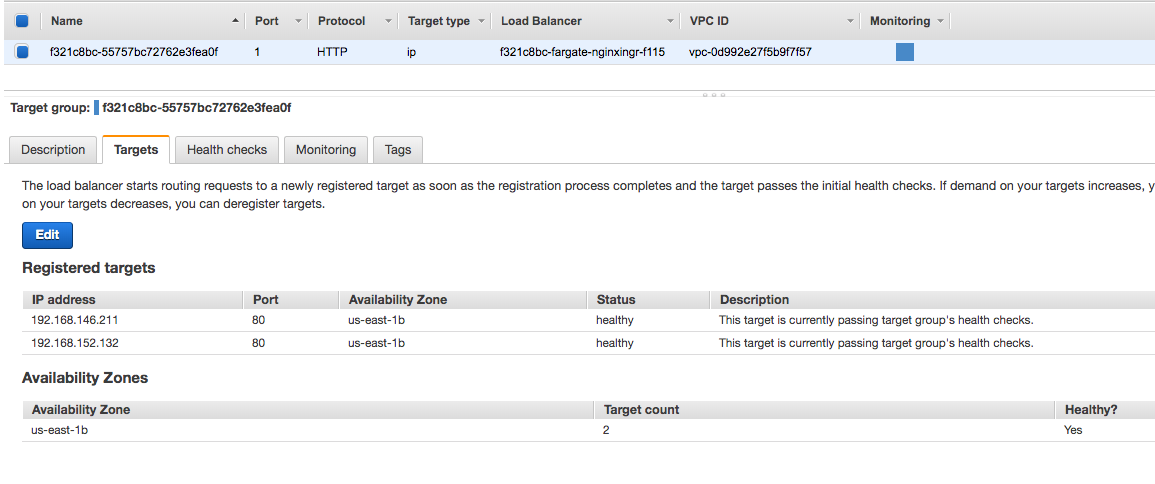 Name Port Protocol Target type Load Balancer VPC ID Monitoring
f321c8bc-55757bc72762e3fea0f 1 HTTP ip f321c8bc-fargate-nginxingr-f115 vpc-0d992e27f5b9f7f57
Target group: f321c8bc-55757bc72762e3fea0f
Description Targets Health checks Monitoring Tags
The load balancer starts routing requests to a newly registered target as soon as the registration process completes and the target passes the initial health checks. If demand on your targets increases, y
on your targets decreases, you can deregister targets.
Edit
Registered targets
IP address Port Availability Zone Status Description
192.168.146.211 80 us-east-1b healthy This target is currently passing target group's health checks.
192.168.152.132 80 us-east-1b healthy This target is currently passing target group's health checks.
Availability Zones
Availability Zone Target count Healthy?
us-east-1b 2 Yes